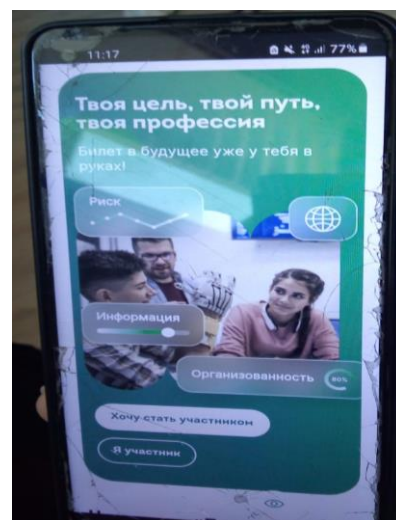 11:17
77%
Твоя цель, твой путь,
твоя профессия
Билет в будущее уже у тебя в
руках!
Риск
Информация
Организованность 86%
Хочу стать участником
Я участник